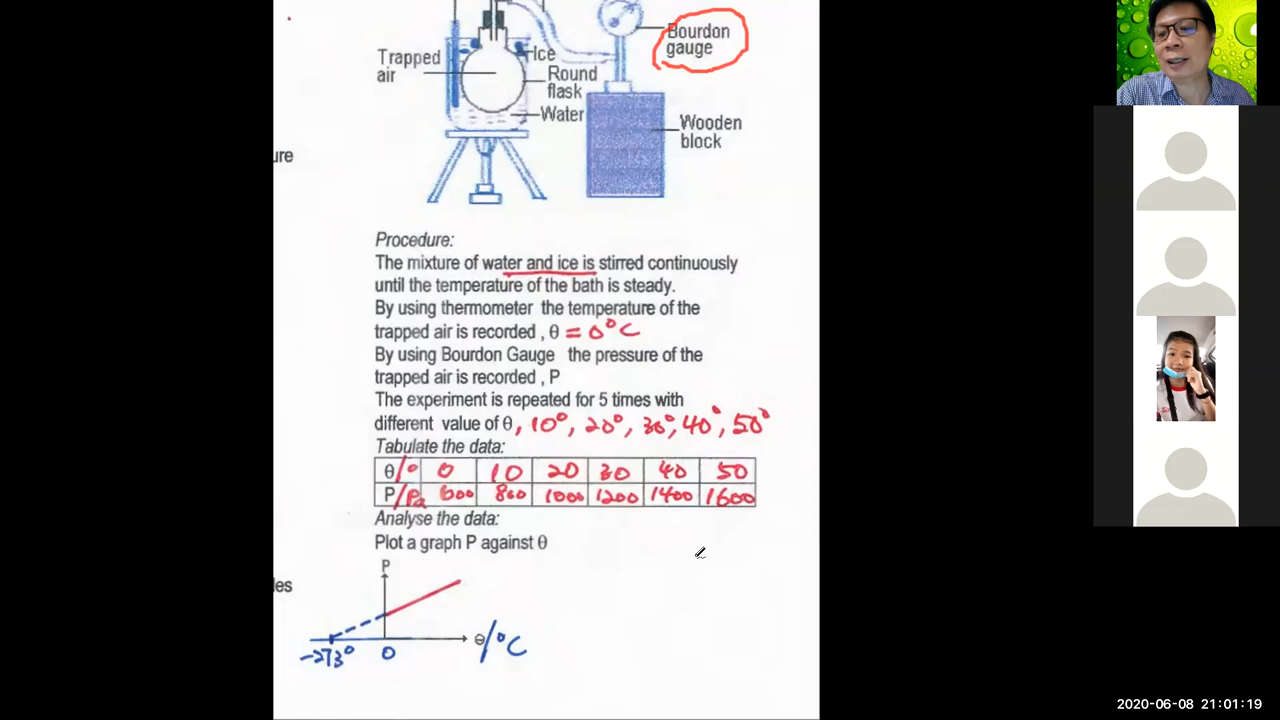 Bourdon
gauge
Trapped
air
Ice
Round
flask
Water
Wooden
block
ure
Procedure:
The mixture of water and ice is stirred continuously
until the temperature of the bath is steady.
By using thermometer the temperature of the
trapped air is recorded , θ = 0°C
By using Bourdon Gauge the pressure of the
trapped air is recorded , P
The experiment is repeated for 5 times with
different value of θ, 10°, 20°, 30°, 40°, 50°
Tabulate the data:
θ/° 0 10 20 30 40 50
P/Pa 600 800 1000 1200 1400 1600
Analyse the data:
Plot a graph P against θ
P
les
θ/°C
-273° 0
2020-06-08 21:01:19